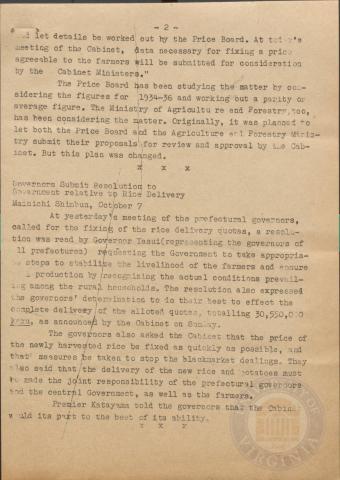 - 2 -
let details be worked out by the Price Board. At today's
meeting of the Cabinet, data necessary for fixing a price
agreeable to the farmers will be submitted for consideration
by the Cabinet Ministers."
The Price Board has been studying the matter by con-
sidering the figures for 1934-36 and working out a parity or
average figure. The Ministry of Agriculture and Forestry, too,
has been considering the matter. Originally, it was planned to
let both the Price Board and the Agriculture and Forestry Minis-
try submit their proposals for review and approval by the Cab-
inet. But this plan was changed.
x x x
Governors Submit Resolution to
Government relative to Rice Delivery
Mainichi Shinbun, October 7
At yesterday's meeting of the prefectural governors,
called for the fixing of the rice delivery quotas, a resolu-
tion was read by Governor Yasui(representing the governors of
ll prefectures) requesting the Government to take appropria-
e steps to stabilize the livelihood of the farmers and ensure
production by recognizing the actual conditions prevail-
ing among the rural households. The resolution also expressed
the governors' determination to do their best to effect the
complete delivery of the alloted quotas, totalling 30,550,000
koku, as announced by the Cabinet on Sunday.
The governors also asked the Cabinet that the price of
the newly harvested rice be fixed as quickly as possible, and
that measures be taken to stop the blackmarket dealings. They
also said that the delivery of the new rice and potatoes must
be made the joint responsibility of the prefectural governors
and the central Government, as well as the farmers.
Premier Katayama told the governors that the Cabinet
would its part to the best of its ability.
x x x
VIRGINIA